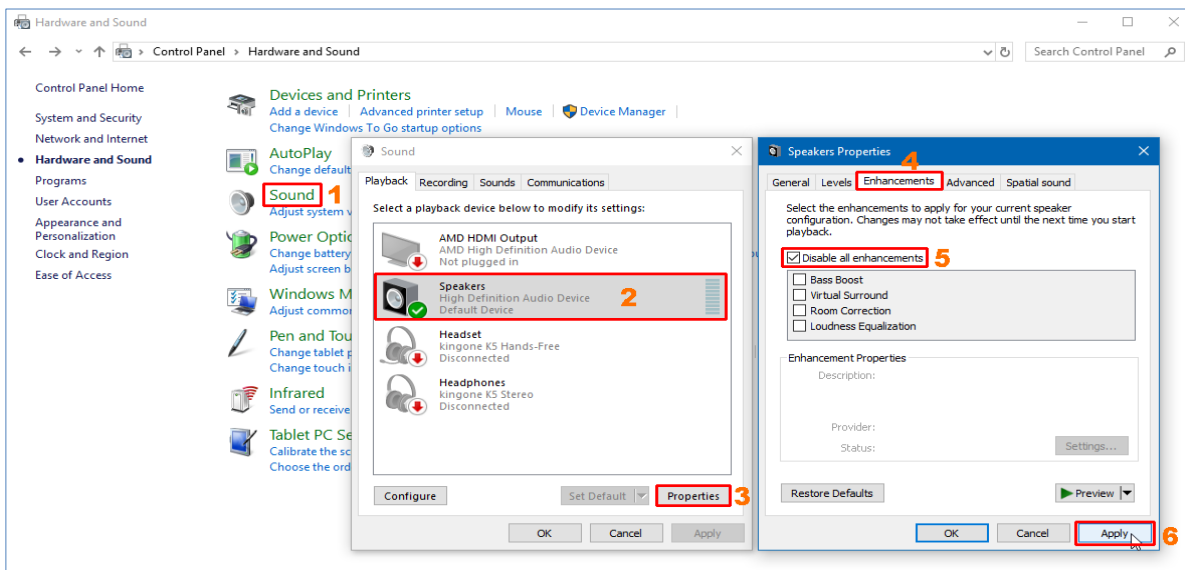 Hardware and Sound
Control Panel > Hardware and Sound
Search Control Panel
Control Panel Home
System and Security
Network and Internet
Hardware and Sound
Programs
User Accounts
Appearance and
Personalization
Clock and Region
Ease of Access
Devices and Printers
Add a device | Advanced printer setup | Mouse | Device Manager |
Change Windows To Go startup options
AutoPlay
Change default
Sound 1
Adjust system v
Power Optic
Change battery
Adjust screen b
Windows M
Adjust common
Pen and Tou
Change tablet p
Change touch i
Infrared
Send or receive
Tablet PC Se
Calibrate the sc
Choose the ord
Sound
Playback Recording Sounds Communications
Select a playback device below to modify its settings:
AMD HDMI Output
AMD High Definition Audio Device
Not plugged in
Speakers
High Definition Audio Device 2
Default Device
Headset
kingone K5 Hands-Free
Disconnected
Headphones
kingone K5 Stereo
Disconnected
Configure Set Default Properties 3
OK Cancel Apply
Speakers Properties
4
General Levels Enhancements Advanced Spatial sound
Select the enhancements to apply for your current speaker
configuration. Changes may not take effect until the next time you start
playback.
Disable all enhancements 5
Bass Boost
Virtual Surround
Room Correction
Loudness Equalization
Enhancement Properties
Description:
Provider:
Status:
Settings...
Restore Defaults Preview
OK Cancel Apply 6